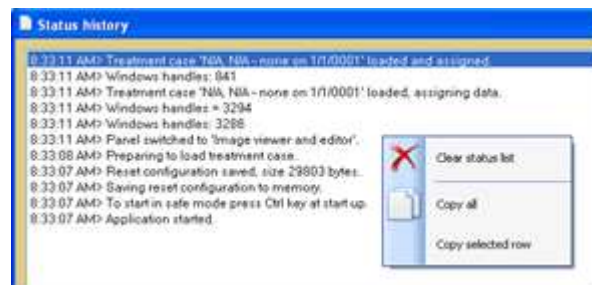 Status history
8:33:11 AM> Treatment case 'N/A, N/A - none on 1/1/0001' loaded and assigned.
8:33:11 AM> Windows handles: 841
8:33:11 AM> Treatment case 'N/A, N/A - none on 1/1/0001' loaded, assigning data.
8:33:11 AM> Windows handles = 3294
8:33:11 AM> Windows handles: 3286
8:33:11 AM> Panel switched to 'Image viewer and editor'.
8:33:08 AM> Preparing to load treatment case.
8:33:07 AM> Reset configuration saved, size 29803 bytes.
8:33:07 AM> Saving reset configuration to memory.
8:33:07 AM> To start in safe mode press Ctrl key at start up.
8:33:07 AM> Application started.
Clear status list
Copy all
Copy selected row